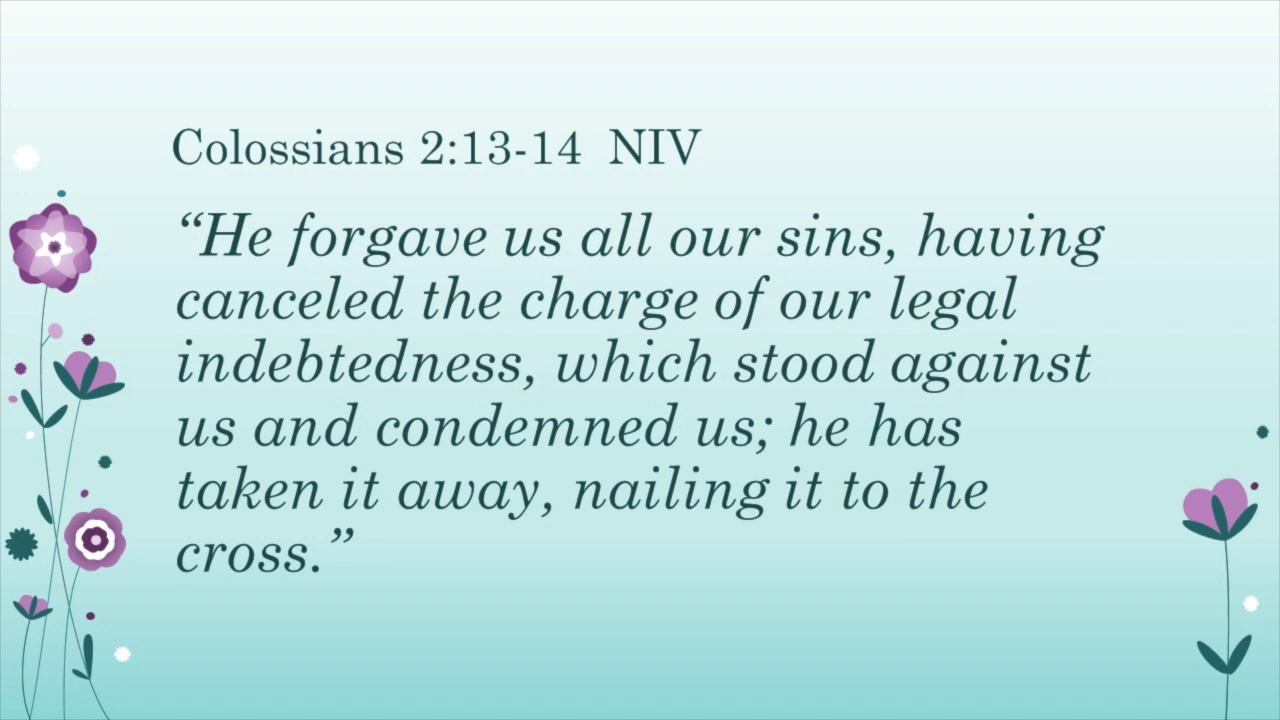 Colossians 2:13-14  NIV
“He forgave us all our sins, having
canceled the charge of our legal
indebtedness, which stood against
us and condemned us; he has
taken it away, nailing it to the
cross.”